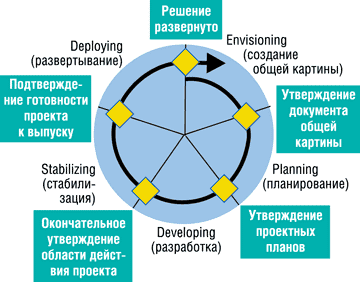 Решение
развернуто
Deploying
(развертывание)
Envisioning
(создание
общей картины)
Подтвержде-
ние готовности
проекта
к выпуску
Утверждение
документа
общей
картины
Stabilizing
(стабили-
зация)
Planning
(планирование)
Окончательное
утверждение
области дейст-
вия проекта
Developing
(разработка)
Утверждение
проектных
планов